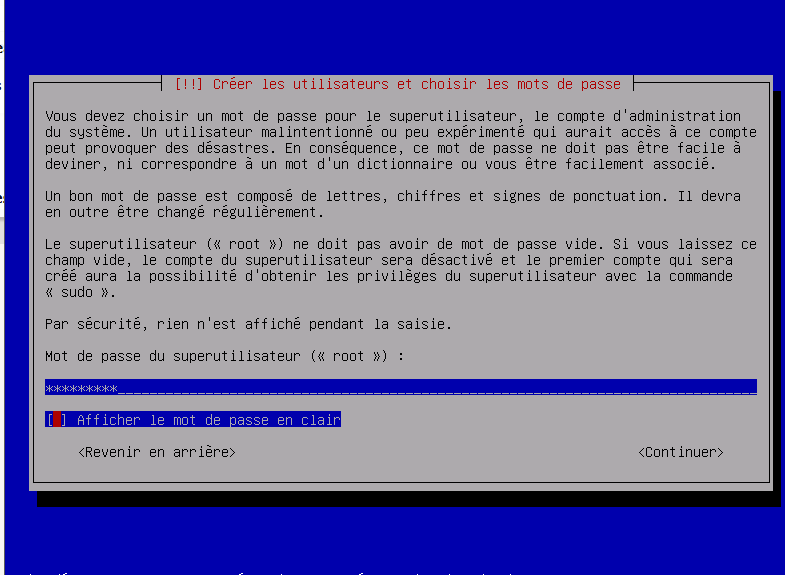 [!!] Créer les utilisateurs et choisir les mots de passe
Vous devez choisir un mot de passe pour le superutilisateur, le compte d'administration
du système. Un utilisateur malintentionné ou peu expérimenté qui aurait accès à ce compte
peut provoquer des désastres. En conséquence, ce mot de passe ne doit pas être facile à
deviner, ni correspondre à un mot d'un dictionnaire ou vous être facilement associé.
Un bon mot de passe est composé de lettres, chiffres et signes de ponctuation. Il devra
en outre être changé régulièrement.
Le superutilisateur (« root ») ne doit pas avoir de mot de passe vide. Si vous laissez ce
champ vide, le compte du superutilisateur sera désactivé et le premier compte qui sera
créé aura la possibilité d'obtenir les privilèges du superutilisateur avec la commande
« sudo ».
Par sécurité, rien n'est affiché pendant la saisie.
Mot de passe du superutilisateur (« root ») :
*********
[ ] Afficher le mot de passe en clair
<Revenir en arrière>
<Continuer>